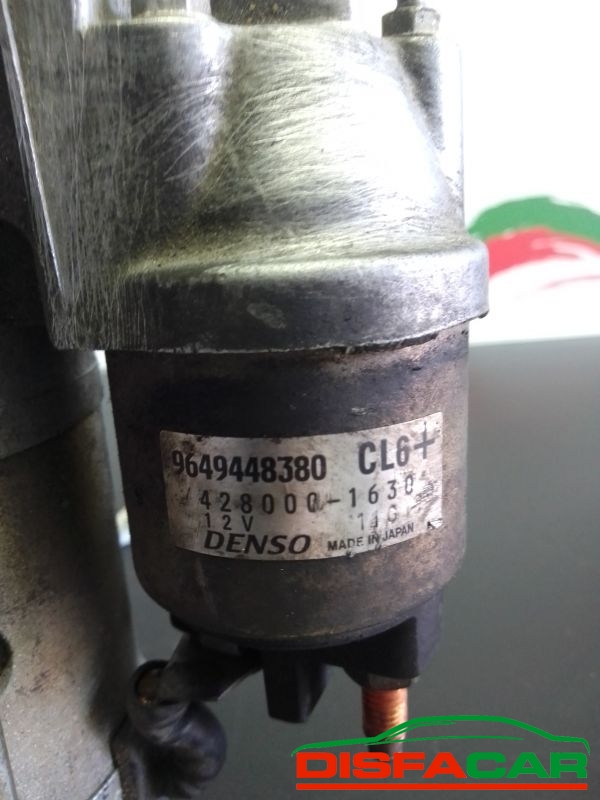 9649448380 CL6+
428000-1630
12V
DENSO MADE IN JAPAN
DISFACAR